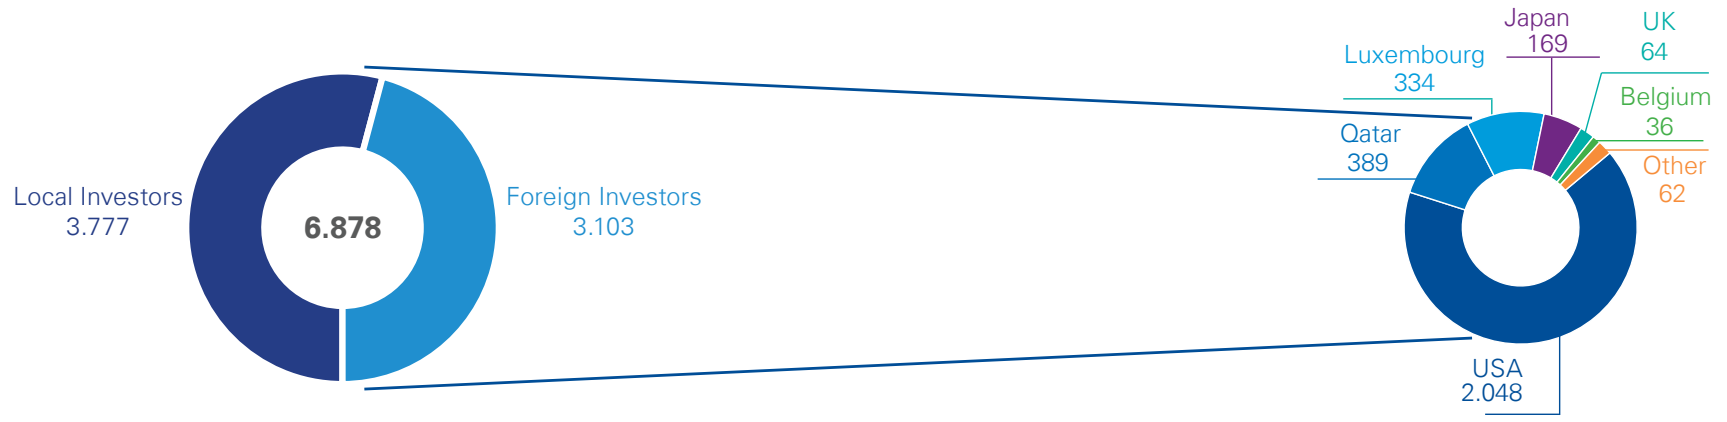 Local Investors
3.777
6.878
Foreign Investors
3.103
Qatar
389
Luxembourg
334
Japan
169
UK
64
Belgium
36
Other
62
USA
2.048